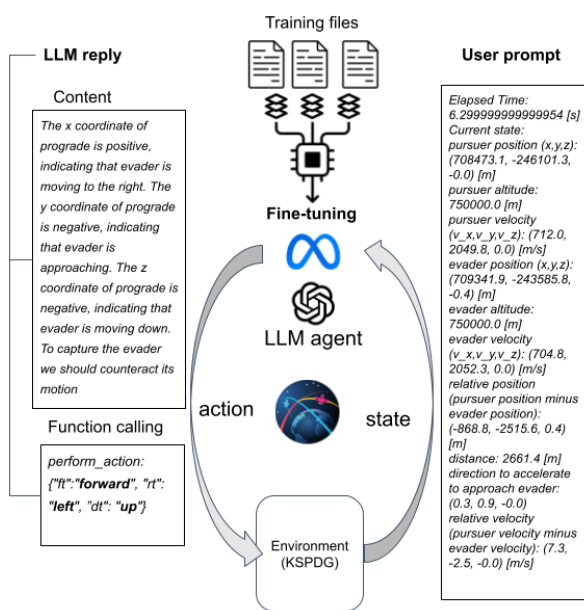 Training files
LLM reply
User prompt
Content
The x coordinate of
prograde is positive,
indicating that evader is
moving to the right. The
y coordinate of prograde
is negative, indicating
that evader is
approaching. The z
coordinate of prograde is
negative, indicating that
evader is moving down.
To capture the evader
we should counteract its
motion
Function calling
perform_action:
{"ft":"forward", "rt":
"left", "dt": "up"}
Fine-tuning
LLM agent
action
state
Environment
(KSPDG)
Elapsed Time:
6.299999999999954 [s]
Current state:
pursuer position (x,y,z):
(708473.1, -246101.3,
-0.0) [m]
pursuer altitude:
750000.0 [m]
pursuer velocity
(v_x,v_y,v_z): (712.0,
2049.8, 0.0) [m/s]
evader position (x,y,z):
(709341.9, -243585.8,
-0.4) [m]
evader altitude:
750000.0 [m]
evader velocity
(v_x,v_y,v_z): (704.8,
2052.3, 0.0) [m/s]
relative position
(pursuer position minus
evader position):
(-868.8, -2515.6, 0.4)
[m]
distance: 2661.4 [m]
direction to accelerate
to approach evader:
(0.3, 0.9, -0.0)
relative velocity
(pursuer velocity minus
evader velocity): (7.3,
-2.5, -0.0) [m/s]